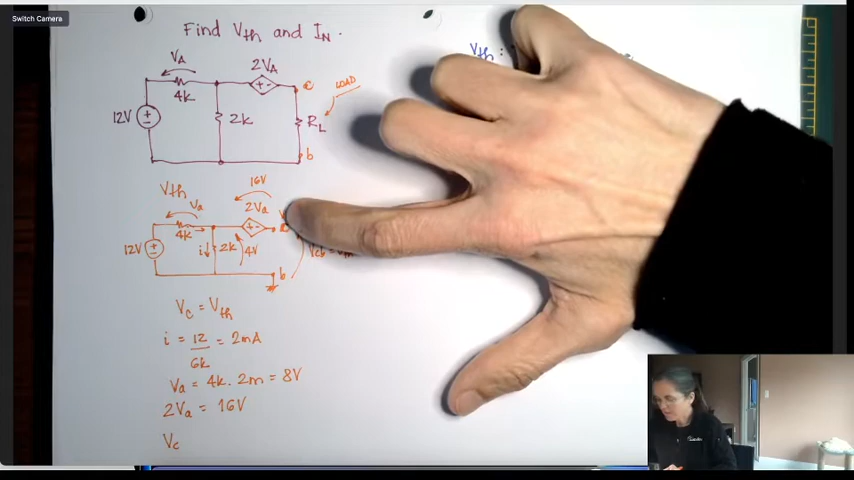 Switch Camera
Find Vth and IN.
Vth:
VA
2VA
4k
12V
2k
RL
LOAD
b
Vth
16V
Va
2Va
4k
12V
i
2k
4V
b
Vc = Vth
i = 12/6k = 2mA
Va = 4k. 2m = 8V
2Va = 16V
Vc